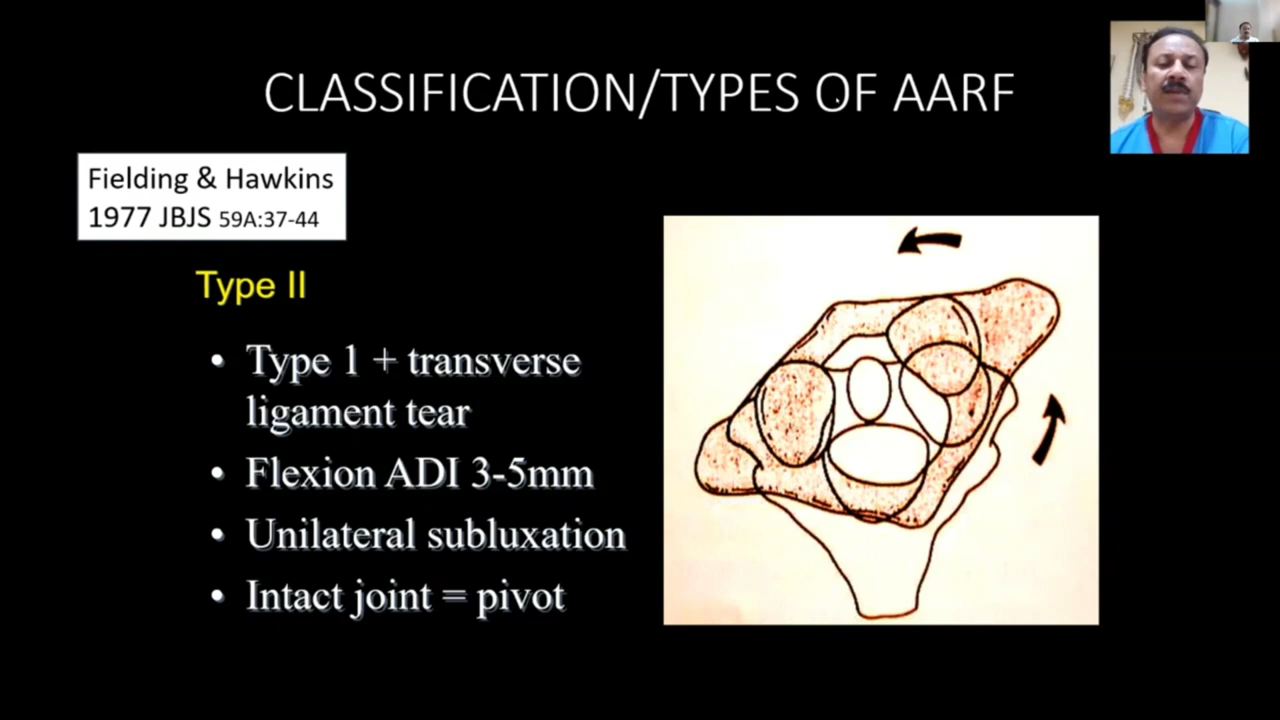 CLASSIFICATION/TYPES OF AARF
Fielding & Hawkins
1977 JBJS 59A:37-44
Type II
• Type 1 + transverse
ligament tear
• Flexion ADI 3-5mm
• Unilateral subluxation
• Intact joint = pivot